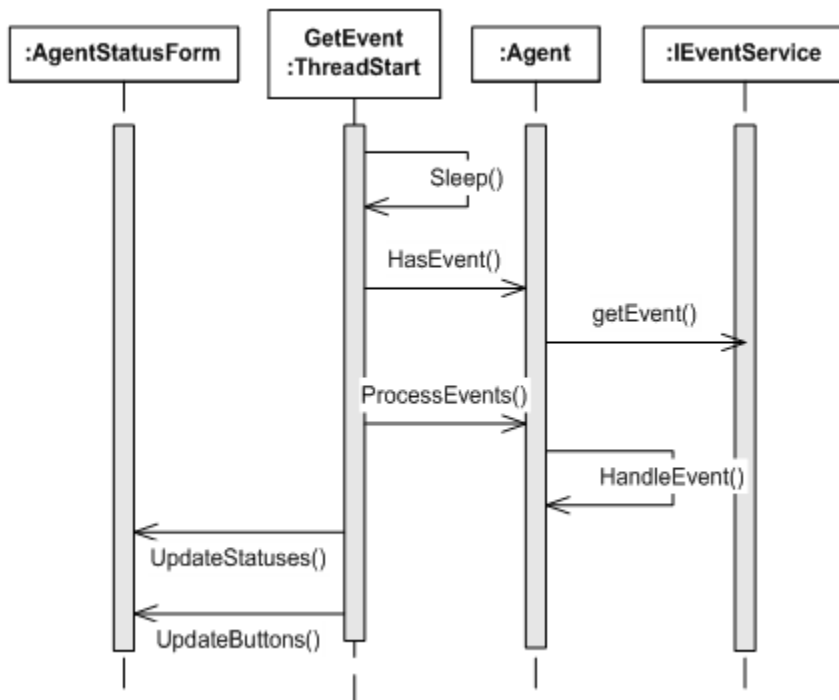 :AgentStatusForm
GetEvent
:ThreadStart
:Agent
:IEventService
Sleep()
HasEvent()
getEvent()
ProcessEvents()
HandleEvent()
UpdateStatuses()
UpdateButtons()